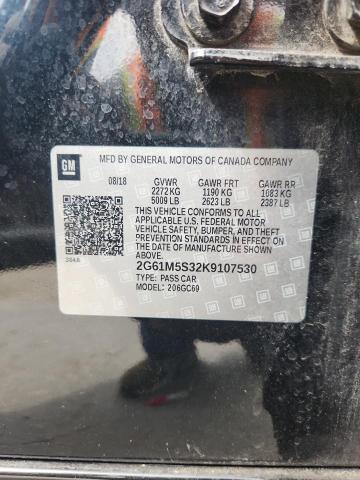 GM
MFD BY GENERAL MOTORS OF CANADA COMPANY
08/18 GVWR GAWR FRT GAWR RR
2272 KG 1190 KG 1083 KG
5009 LB 2623 LB 2387 LB
THIS VEHICLE CONFORMS TO ALL
APPLICABLE U.S. FEDERAL MOTOR
VEHICLE SAFETY, BUMPER, AND THEFT
PREVENTION STANDARDS IN EFFECT ON
THE DATE OF MANUFACTURE SHOWN
ABOVE.
2G61M5S32K9107530
TYPE: PASS CAR
MODEL: 206GC69